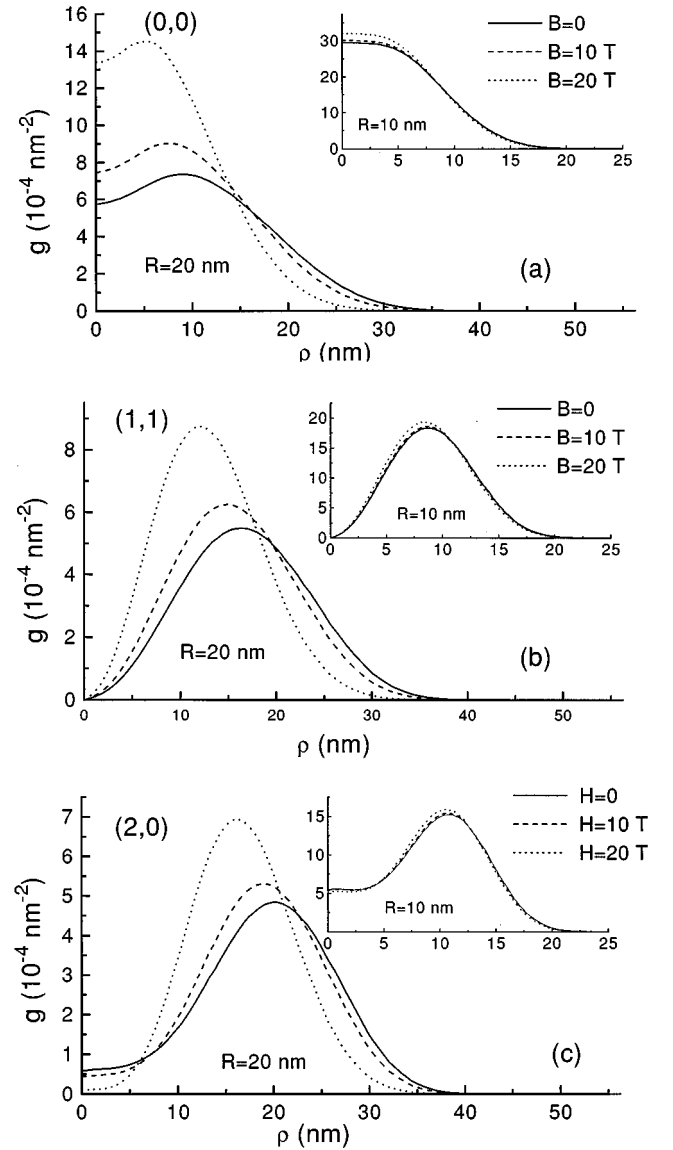 (0,0)
16
14
12
10
8
6
4
2
0
g (10⁻⁴ nm⁻²)
30
20
10
0
0 5 10 15 20 25
R=10 nm
B=0
B=10 T
B=20 T
R=20 nm
(a)
0 10 20 30 40 50
ρ (nm)
(1,1)
8
6
4
2
0
g (10⁻⁴ nm⁻²)
20
15
10
5
0
0 5 10 15 20 25
R=10 nm
B=0
B=10 T
B=20 T
R=20 nm
(b)
0 10 20 30 40 50
ρ (nm)
(2,0)
7
6
5
4
3
2
1
0
g (10⁻⁴ nm⁻²)
15
10
5
0 5 10 15 20 25
R=10 nm
H=0
H=10 T
H=20 T
R=20 nm
(c)
0 10 20 30 40 50
ρ (nm)